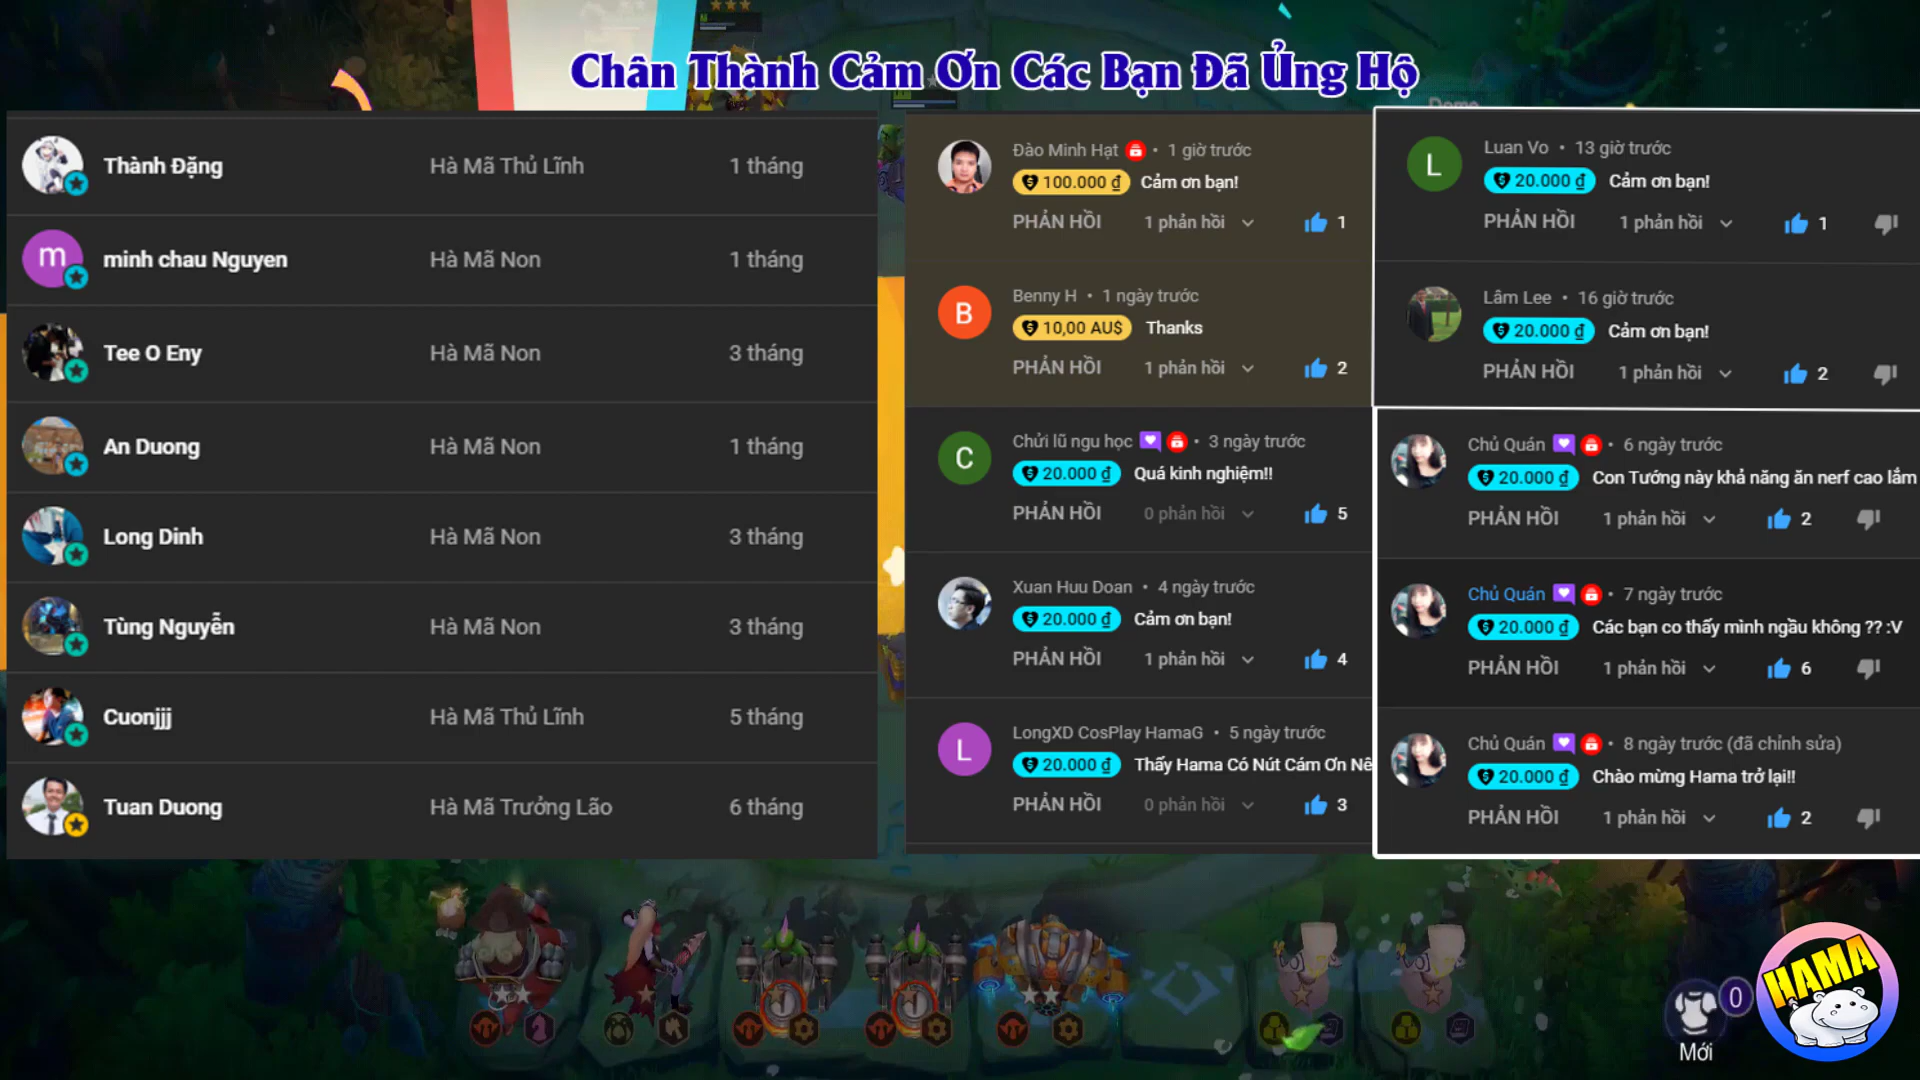 Chân Thành Cảm Ơn Các Bạn Đã Ủng Hộ
Thành Đặng Hà Mã Thủ Lĩnh 1 tháng
minh chau Nguyen Hà Mã Non 1 tháng
Tee O Eny Hà Mã Non 3 tháng
An Duong Hà Mã Non 1 tháng
Long Dinh Hà Mã Non 3 tháng
Tùng Nguyễn Hà Mã Non 3 tháng
Cuonjjj Hà Mã Thủ Lĩnh 5 tháng
Tuan Duong Hà Mã Trưởng Lão 6 tháng
m
Đào Minh Hạt • 1 giờ trước
100.000 ₫ Cảm ơn bạn!
PHẢN HỒI 1 phản hồi 1
B
Benny H • 1 ngày trước
10,00 AU$ Thanks
PHẢN HỒI 1 phản hồi 2
C
Chửi lũ ngu học • 3 ngày trước
20.000 ₫ Quá kinh nghiệm!!
PHẢN HỒI 0 phản hồi 5
Xuan Huu Doan • 4 ngày trước
20.000 ₫ Cảm ơn bạn!
PHẢN HỒI 1 phản hồi 4
L
LongXD CosPlay HamaG • 5 ngày trước
20.000 ₫ Thấy Hama Có Nút Cám Ơn Nê
PHẢN HỒI 0 phản hồi 3
L
Luan Vo • 13 giờ trước
20.000 ₫ Cảm ơn bạn!
PHẢN HỒI 1 phản hồi 1
Lâm Lee • 16 giờ trước
20.000 ₫ Cảm ơn bạn!
PHẢN HỒI 1 phản hồi 2
Chủ Quán • 6 ngày trước
20.000 ₫ Con Tướng này khả năng ăn nerf cao lắm
PHẢN HỒI 1 phản hồi 2
Chủ Quán • 7 ngày trước
20.000 ₫ Các bạn co thấy mình ngầu không ?? :V
PHẢN HỒI 1 phản hồi 6
Chủ Quán • 8 ngày trước (đã chỉnh sửa)
20.000 ₫ Chào mừng Hama trở lại!!
PHẢN HỒI 1 phản hồi 2
0
Mới
HAMA